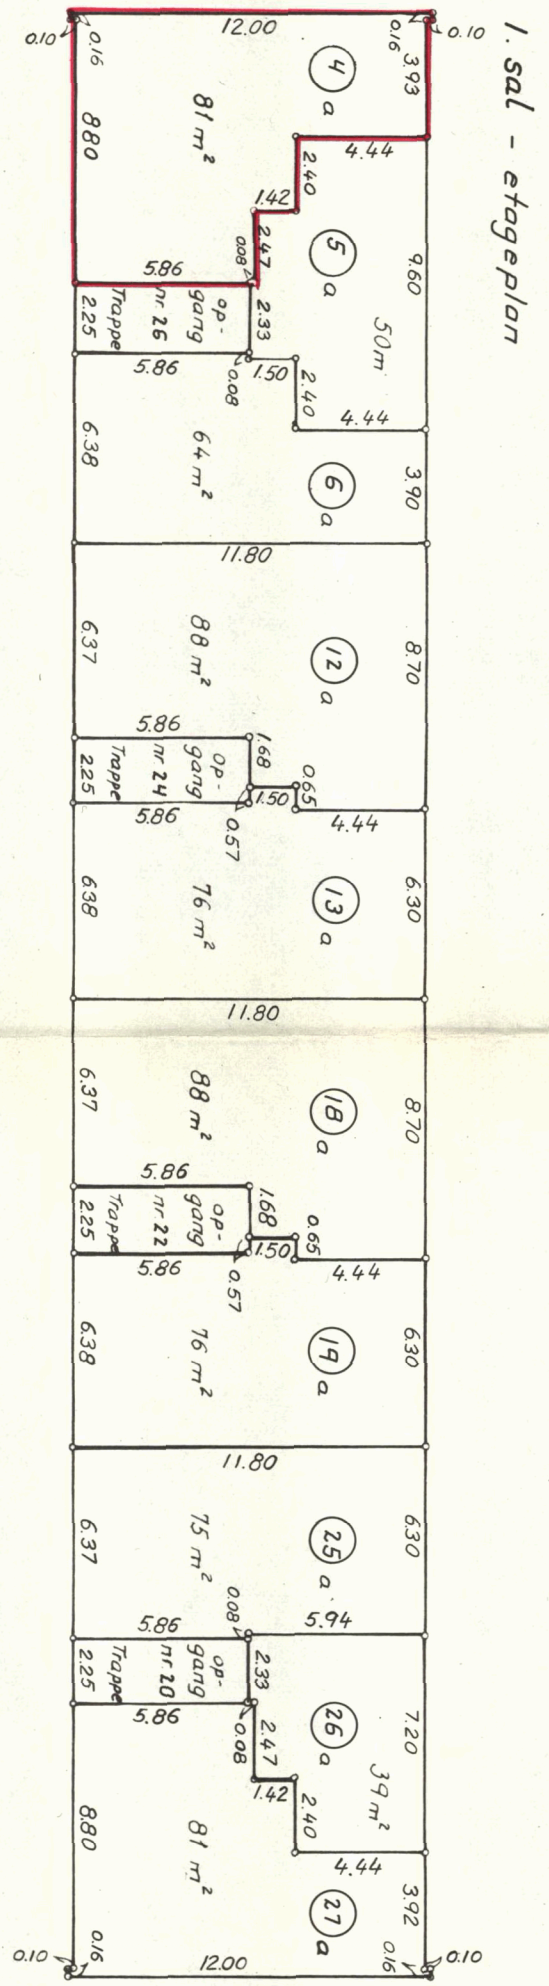 1. sal - etageplan
0.10
0.16
12.00
0.16
0.10
3.93
4 a
81 m²
8.80
4.44
2.40
1.42
2.47
0.08
5.86
9.60
5 a
50 m
op-
gang
nr. 26
Trappe
2.25
2.33
5.86
0.08
1.50
2.40
4.44
3.90
6 a
64 m²
6.38
11.80
8.70
12 a
88 m²
6.37
5.86
1.68
0.65
op-
gang
nr. 24
Trappe
2.25
1.50
4.44
5.86
0.57
6.30
13 a
76 m²
6.38
11.80
8.70
18 a
88 m²
6.37
5.86
1.68
0.65
op-
gang
nr. 22
Trappe
2.25
1.50
4.44
5.86
0.57
6.30
19 a
76 m²
6.38
11.80
6.30
25 a
75 m²
6.37
0.08
5.94
5.86
op-
gang
nr. 20
Trappe
2.25
2.33
5.86
0.08
7.20
26 a
39 m²
2.47
1.42
2.40
4.44
3.92
27 a
81 m²
8.80
0.10
0.16
12.00
0.16
0.10